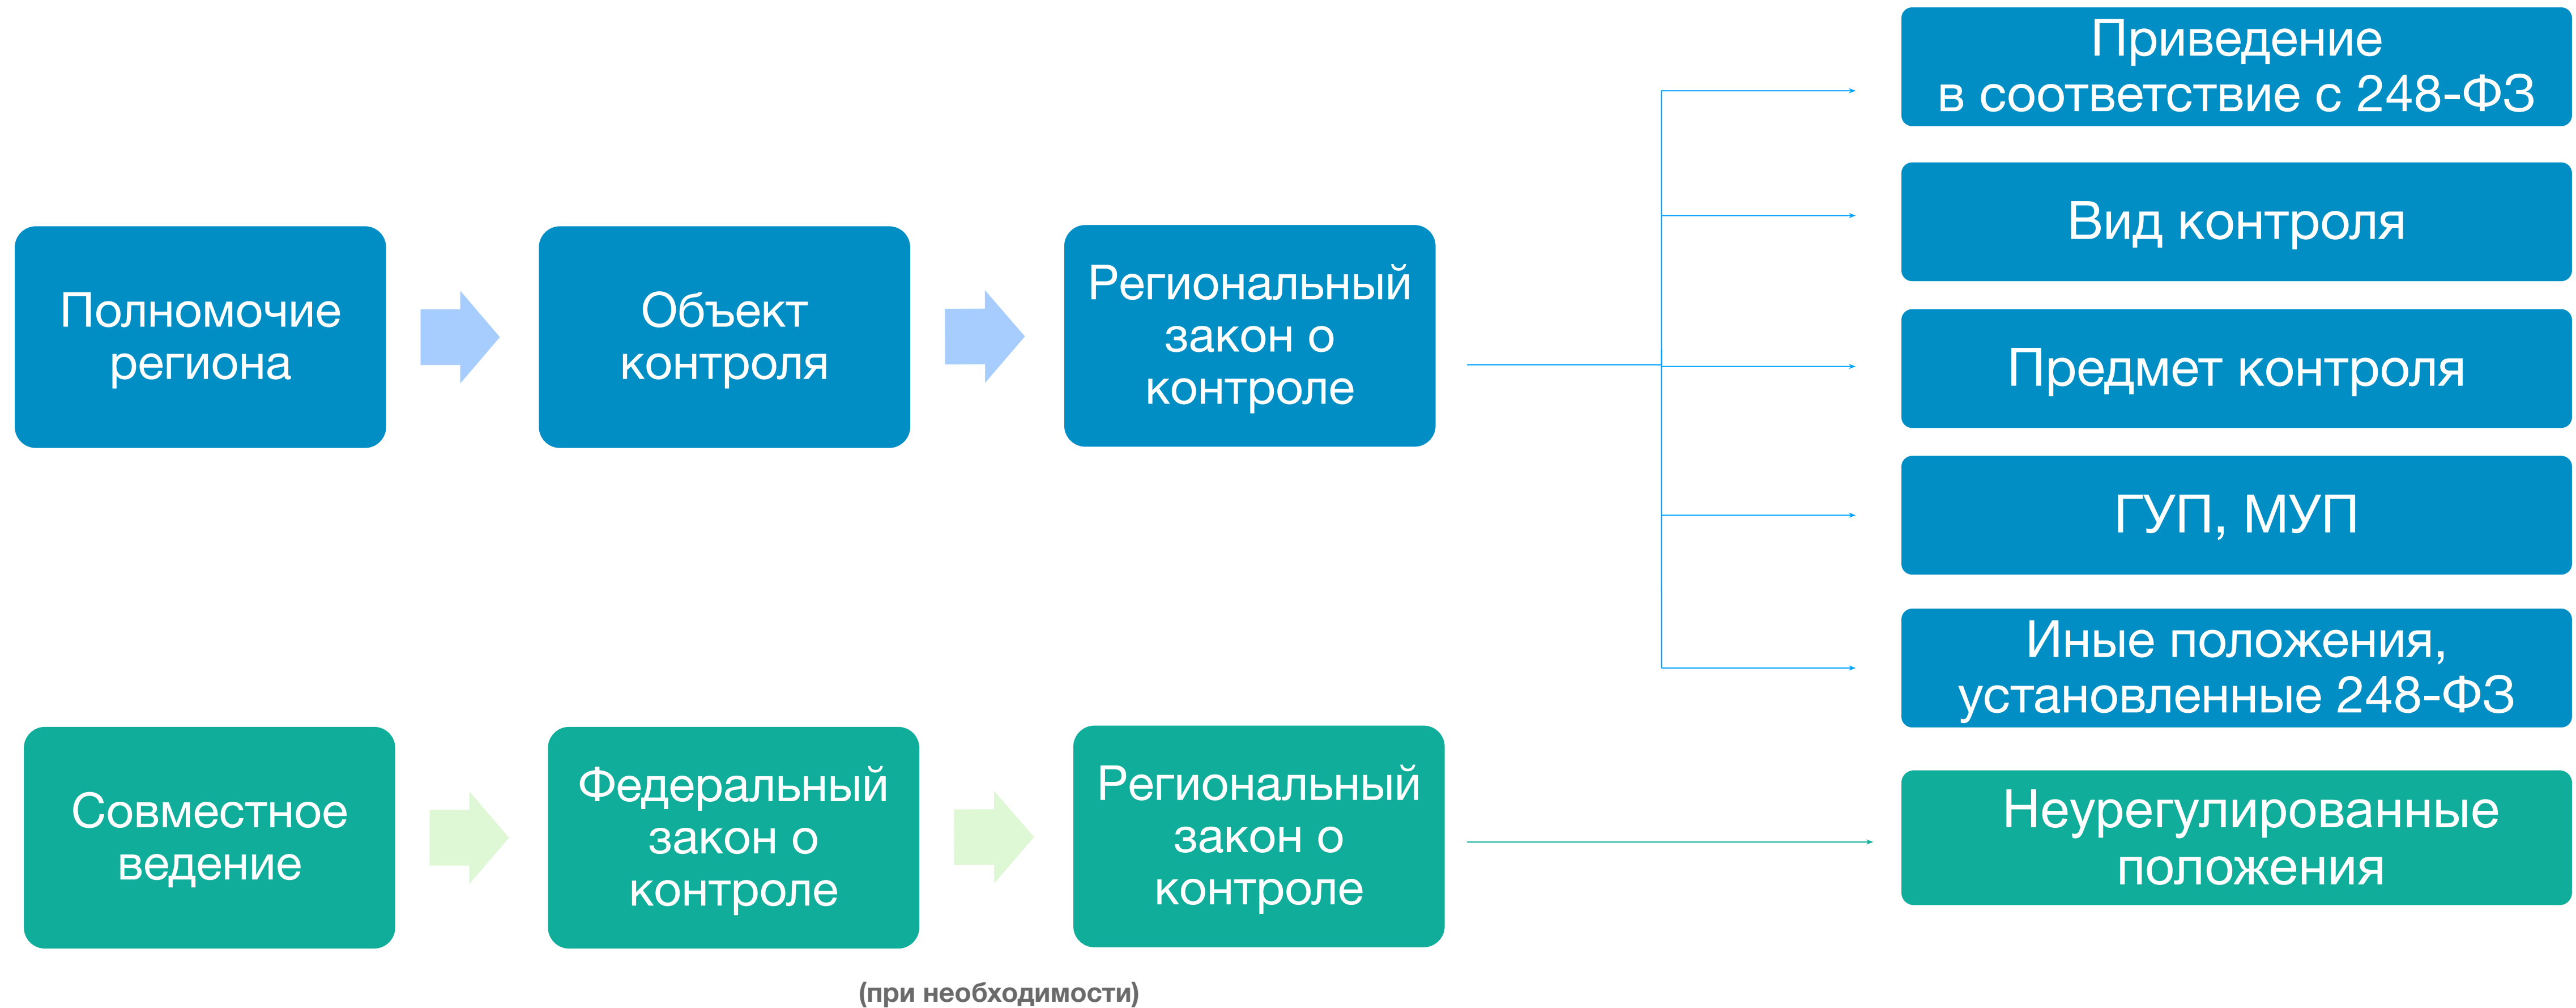 Полномочие
региона
Объект
контроля
Региональный
закон о
контроле
Приведение
в соответствие с 248-ФЗ
Вид контроля
Предмет контроля
ГУП, МУП
Иные положения,
установленные 248-ФЗ
Совместное
ведение
Федеральный
закон о
контроле
Региональный
закон о
контроле
Неурегулированные
положения
(при необходимости)